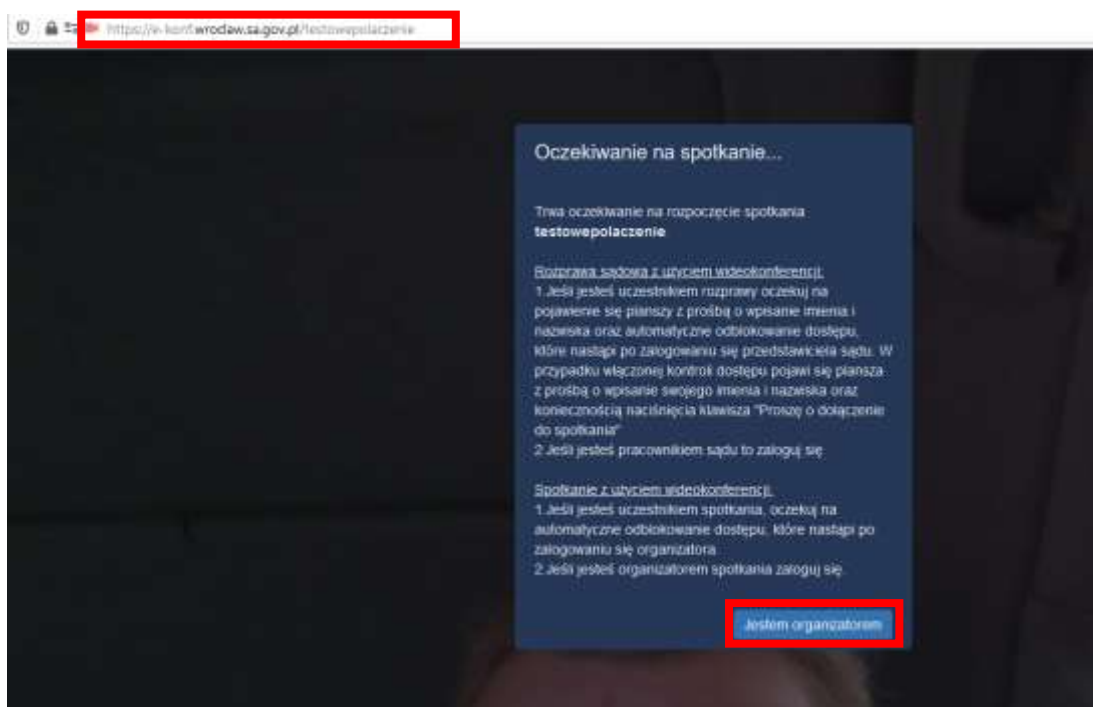 https://e-konf.wroclaw.sa.gov.pl/testowepolaczenie
Oczekiwanie na spotkanie...
Trwa oczekiwanie na rozpoczęcie spotkania
testowepolaczenie
Rozprawa sądowa z użyciem wideokonferencji:
1.Jeśli jesteś uczestnikiem rozprawy oczekuj na
pojawienie się planszy z prośbą o wpisanie imienia i
nazwiska oraz automatyczne odblokowanie dostępu,
które nastąpi po zalogowaniu się przedstawiciela sądu. W
przypadku włączonej kontroli dostępu pojawi się plansza
z prośbą o wpisanie swojego imienia i nazwiska oraz
koniecznością naciśnięcia klawisza "Proszę o dołączenie
do spotkania"
2.Jeśli jesteś pracownikiem sądu to zaloguj się
Spotkanie z użyciem wideokonferencji:
1.Jeśli jesteś uczestnikiem spotkania, oczekuj na
automatyczne odblokowanie dostępu, które nastąpi po
zalogowaniu się organizatora
2.Jeśli jesteś organizatorem spotkania zaloguj się.
Jestem organizatorem